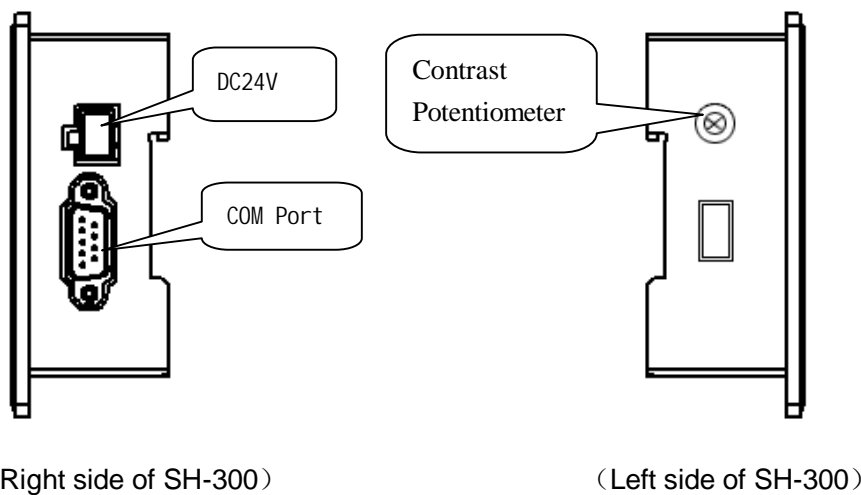 DC24V
COM Port
Contrast
Potentiometer
Right side of SH-300）
（Left side of SH-300）